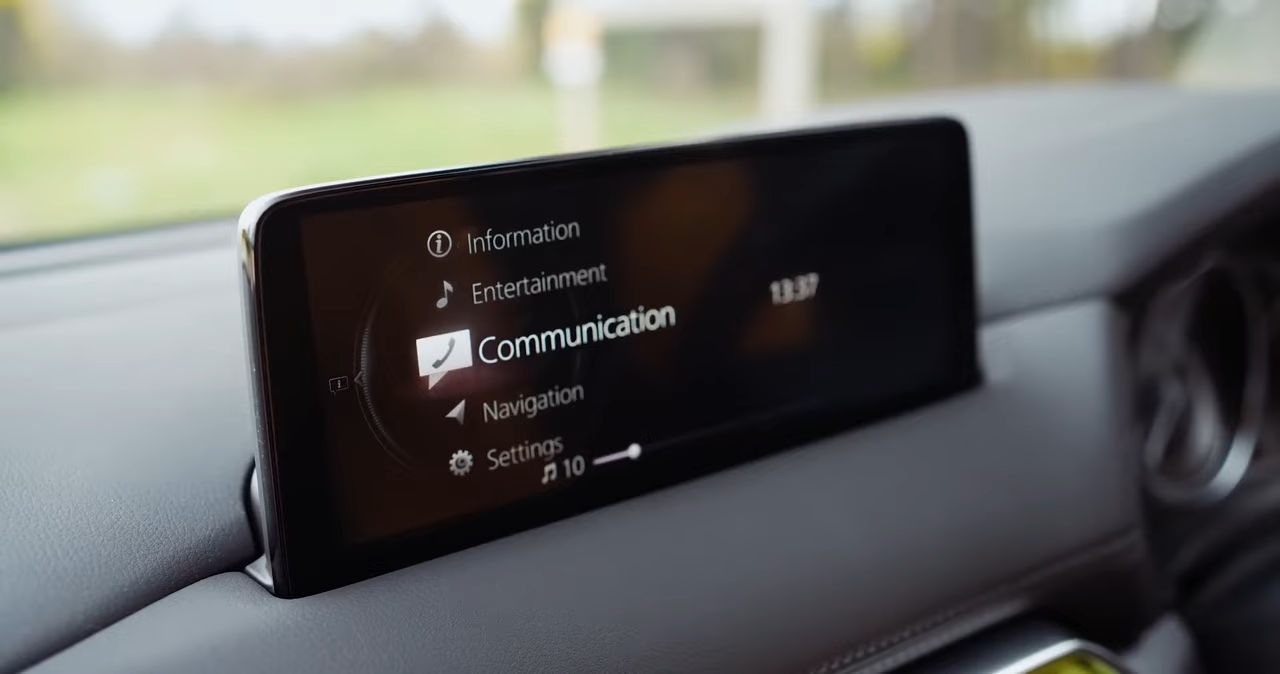 Information
Entertainment
Communication
13:37
Navigation
Settings
10